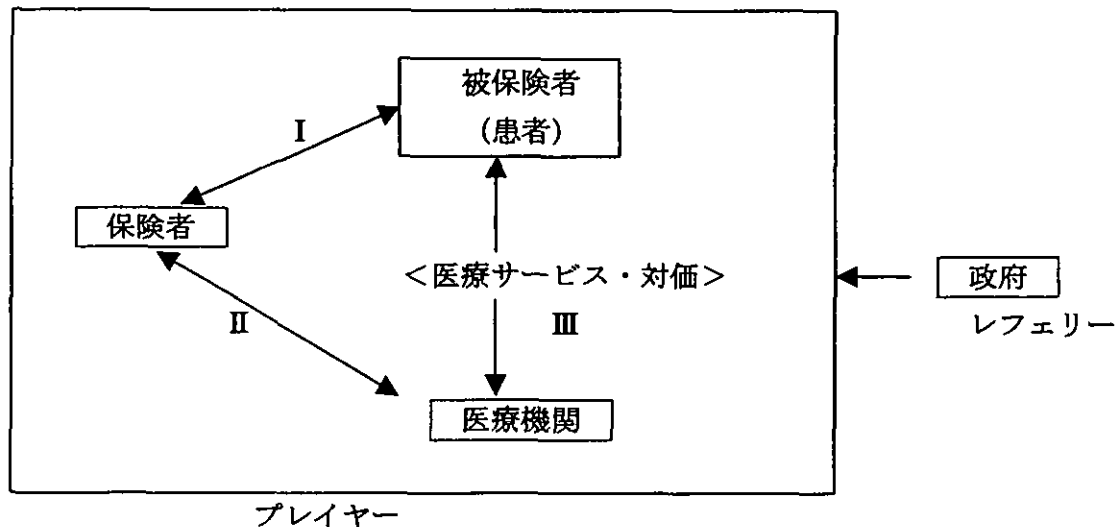 被保険者
(患者)
I
保険者
<医療サービス・対価>
政府
II
III
レフェリー
医療機関
プレイヤー